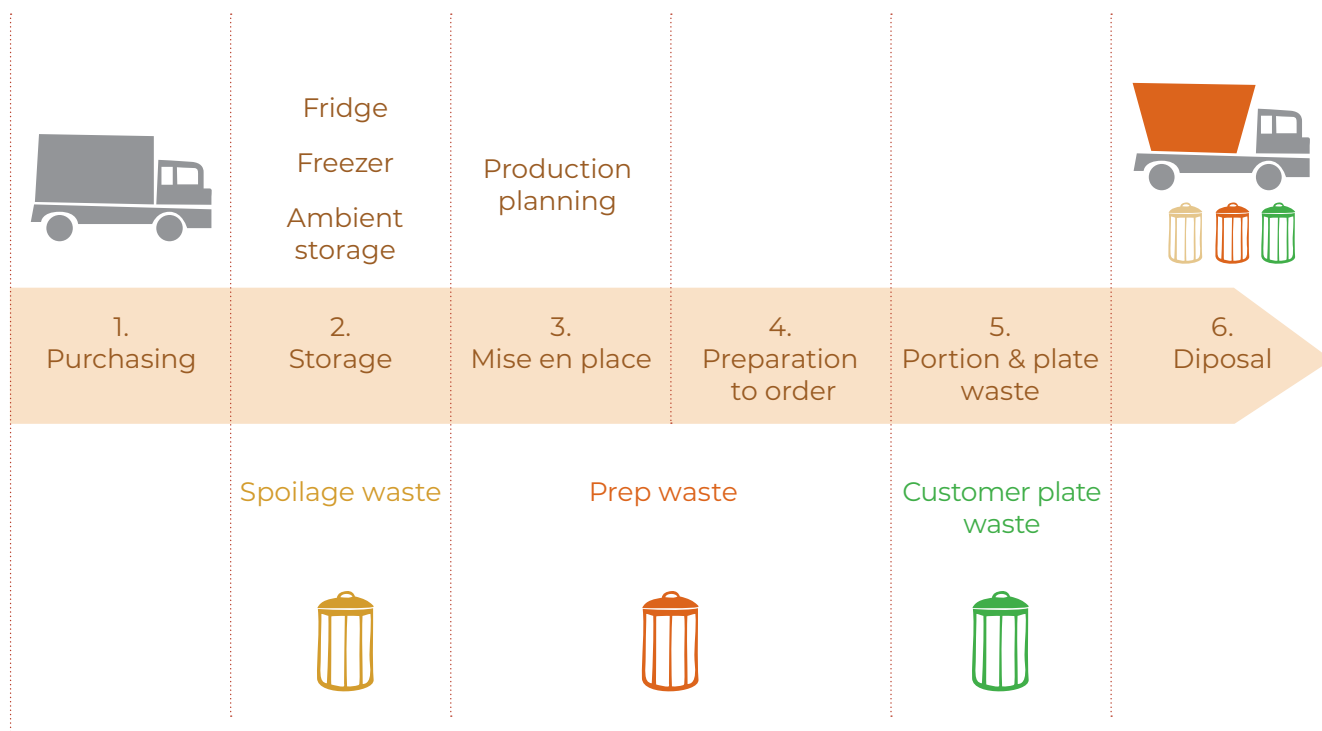 Fridge
Freezer
Ambient
storage
Production
planning
1.
Purchasing
2.
Storage
3.
Mise en place
4.
Preparation
to order
5.
Portion & plate
waste
6.
Diposal
Spoilage waste
Prep waste
Customer plate
waste